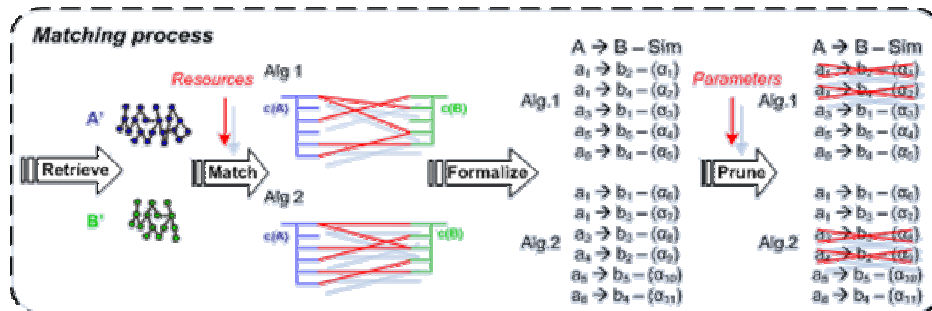 Matching process
Resources
Alg 1
A'
c(A)
c(B)
B'
Alg 2
c(A)
c(B)
Retrieve
Match
Formalize
Prune
A → B – Sim
Alg.1
a₁ → b₂ – (α₁)
a₁ → b₄ – (α₂)
a₃ → b₁ – (α₃)
a₅ → b₅ – (α₄)
a₆ → b₄ – (α₅)
Alg.2
a₁ → b₁ – (α₆)
a₁ → b₃ – (α₇)
a₂ → b₃ – (α₈)
a₄ → b₂ – (α₉)
a₅ → b₅ – (α₁₀)
a₆ → b₄ – (α₁₁)
Parameters
A → B – Sim
Alg.1
a₃ → b₁ – (α₃)
a₅ → b₅ – (α₄)
a₆ → b₄ – (α₅)
Alg.2
a₁ → b₁ – (α₆)
a₁ → b₃ – (α₇)
a₅ → b₅ – (α₁₀)
a₆ → b₄ – (α₁₁)